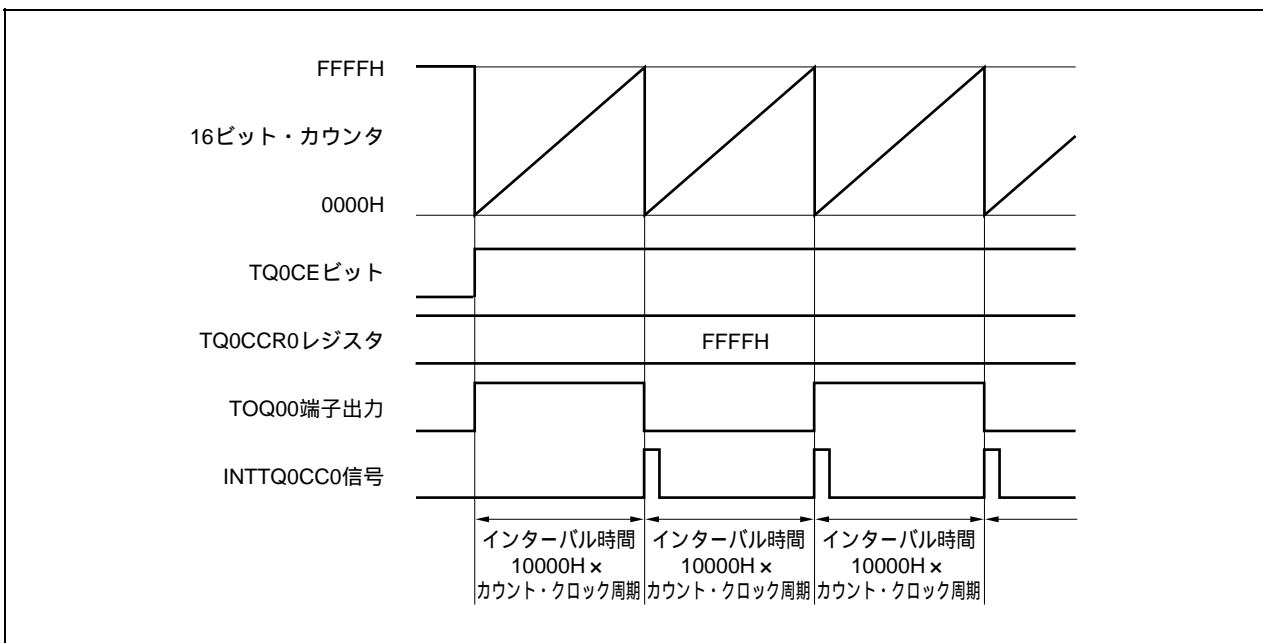 FFFFH
16ビット・カウンタ
0000H
TQ0CEビット
TQ0CCR0レジスタ
FFFFH
TOQ00端子出力
INTTQ0CC0信号
インターバル時間
10000H×
カウント・クロック周期
インターバル時間
10000H×
カウント・クロック周期
インターバル時間
10000H×
カウント・クロック周期